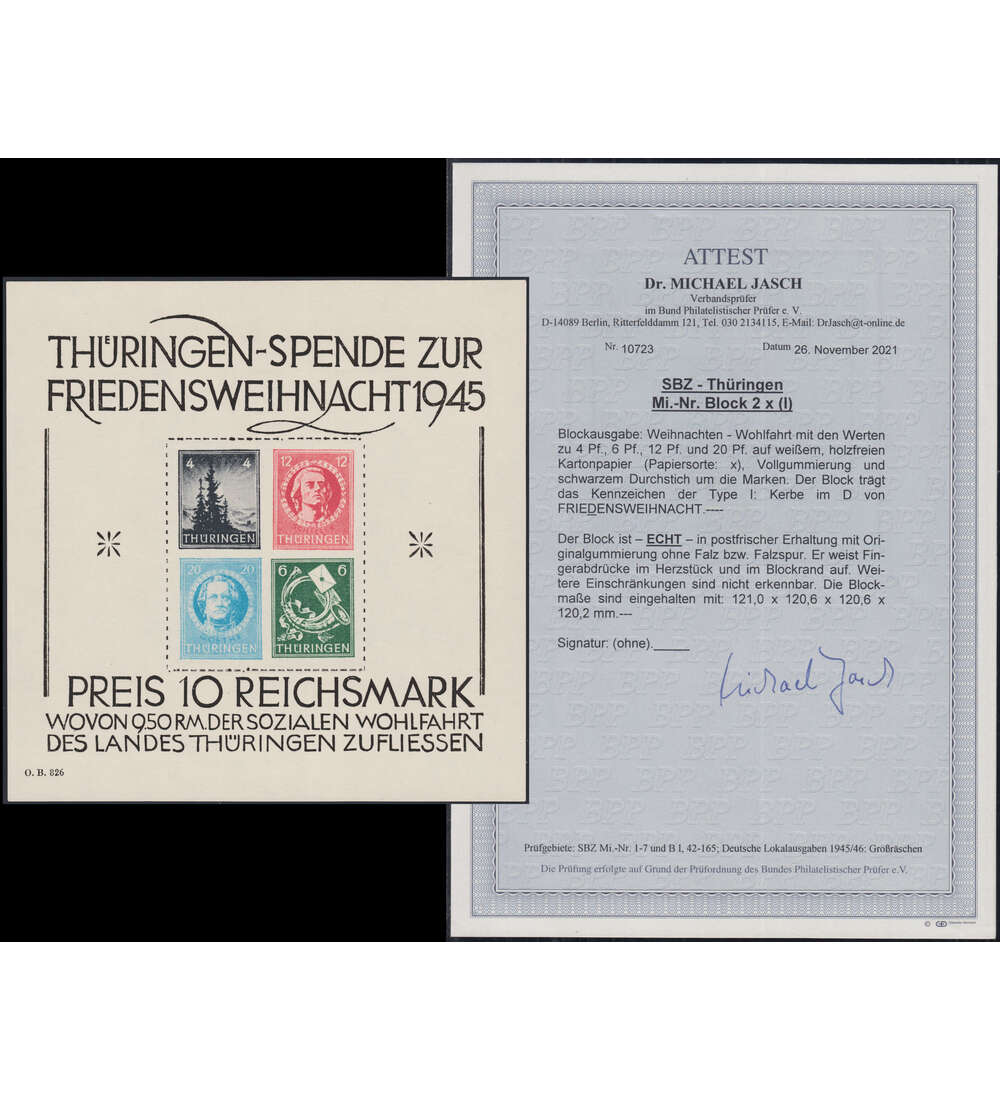 THÜRINGEN-SPENDE ZUR
FRIEDENSWEIHNACHT 1945
4 4
THÜRINGEN
12 12
THÜRINGEN
20 20
THÜRINGEN
6 6
THÜRINGEN
PREIS 10 REICHSMARK
WOVON 9,50 RM. DER SOZIALEN WOHLFAHRT
DES LANDES THÜRINGEN ZUFLIESSEN
O. B. 826
ATTEST
Dr. MICHAEL JASCH
Verbandsprüfer
im Bund Philatelistischer Prüfer e. V.
D-14089 Berlin, Ritterfelddamm 121, Tel. 030 2134115, E-Mail: DrJasch@t-online.de
Nr. 10723 Datum 26. November 2021
SBZ - Thüringen
Mi.-Nr. Block 2 x (I)
Blockausgabe: Weihnachten - Wohlfahrt mit den Werten
zu 4 Pf., 6 Pf., 12 Pf. und 20 Pf. auf weißem, holzfreien
Kartonpapier (Papiersorte: x), Vollgummierung und
schwarzem Durchstich um die Marken. Der Block trägt
das Kennzeichen der Type I: Kerbe im D von
FRIEDENSWEIHNACHT.----
Der Block ist – ECHT – in postfrischer Erhaltung mit Ori-
ginalgummierung ohne Falz bzw. Falzspur. Er weist Fin-
gerabdrücke im Herzstück und im Blockrand auf. Wei-
tere Einschränkungen sind nicht erkennbar. Die Block-
maße sind eingehalten mit: 121,0 x 120,6 x 120,6 x
120,2 mm.---
Signatur: (ohne).
Michael Jasch
Prüfgebiete: SBZ Mi.-Nr. 1-7 und B I, 42-165; Deutsche Lokalausgaben 1945/46: Großräschen
Die Prüfung erfolgte auf Grund der Prüfordnung des Bundes Philatelistischer Prüfer e.V.
©